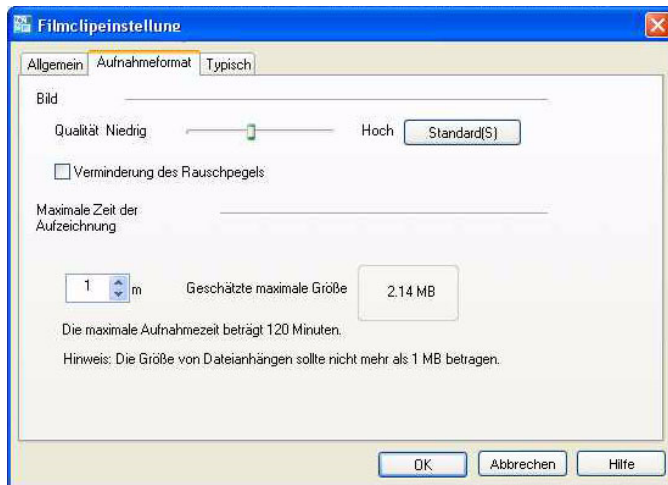 Filmclipeinstellung
Allgemein Aufnahmeformat Typisch
Bild
Qualität Niedrig Hoch Standard(S)
Verminderung des Rauschpegels
Maximale Zeit der
Aufzeichnung
1 m Geschätzte maximale Größe 2.14 MB
Die maximale Aufnahmezeit beträgt 120 Minuten.
Hinweis: Die Größe von Dateianhängen sollte nicht mehr als 1 MB betragen.
OK Abbrechen Hilfe